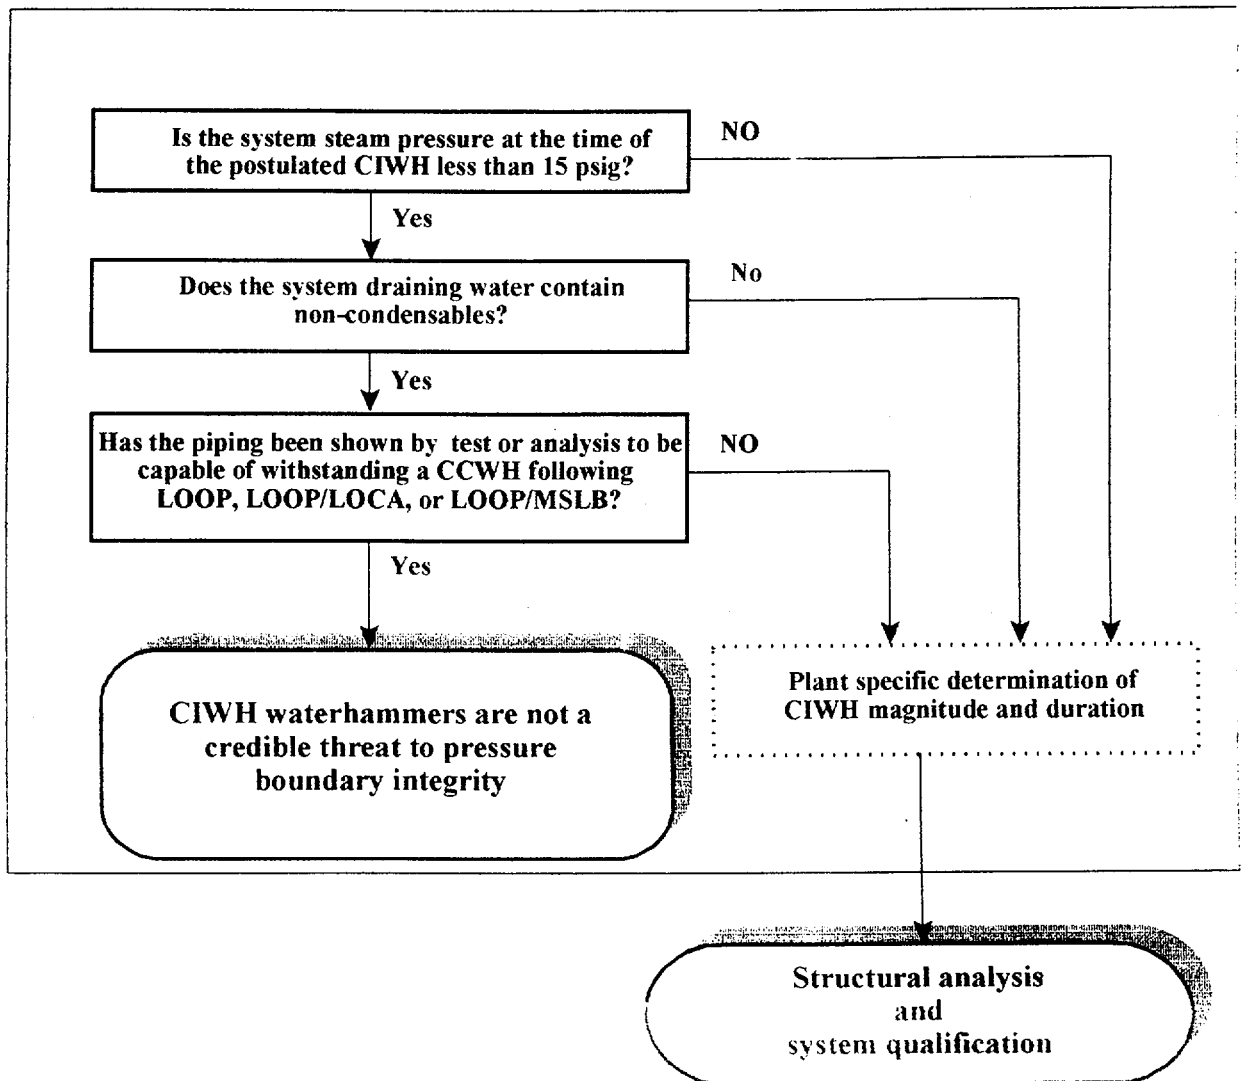 Is the system steam pressure at the time of
the postulated CIWH less than 15 psig?
NO
Yes
Does the system draining water contain
non-condensables?
No
Yes
Has the piping been shown by test or analysis to be
capable of withstanding a CCWH following
LOOP, LOOP/LOCA, or LOOP/MSLB?
NO
Yes
CIWH waterhammers are not a
credible threat to pressure
boundary integrity
Plant specific determination of
CIWH magnitude and duration
Structural analysis
and
system qualification